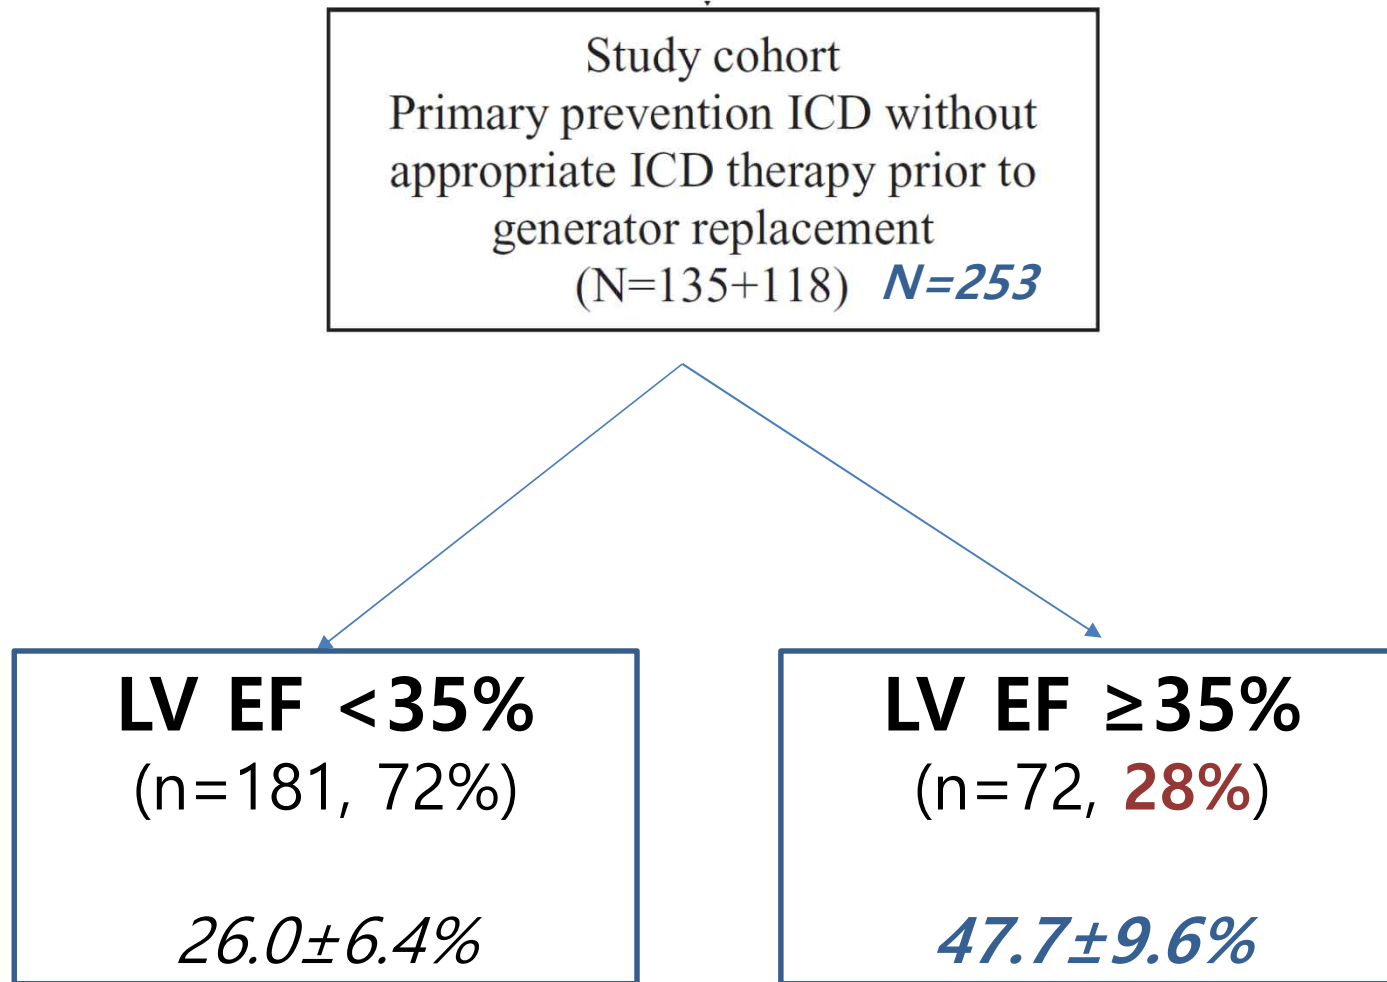 Study cohort
Primary prevention ICD without
appropriate ICD therapy prior to
generator replacement
(N=135+118) N=253
LV EF <35%
(n=181, 72%)
26.0±6.4%
LV EF ≥35%
(n=72, 28%)
47.7±9.6%